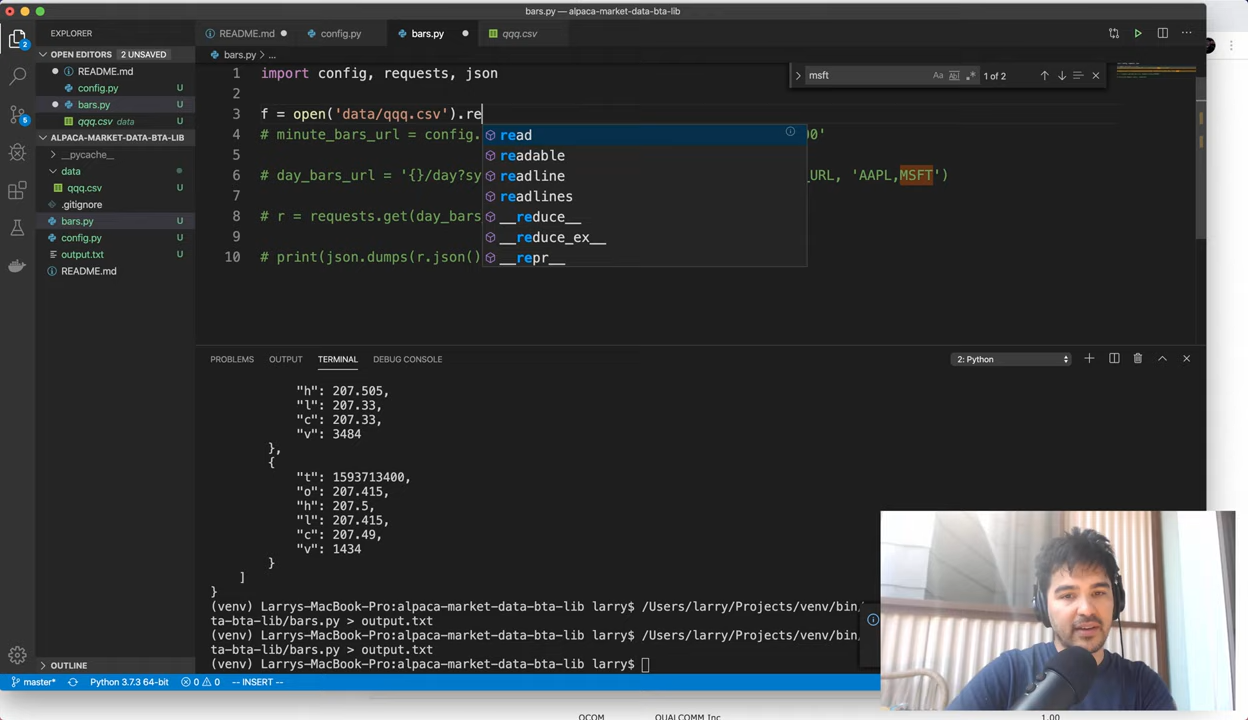 bars.py — alpaca-market-data-bta-lib
EXPLORER
README.md
config.py
bars.py
qqq.csv
OPEN EDITORS 2 UNSAVED
bars.py > ...
README.md
1 import config, requests, json
msft
Aa Abl .*
1 of 2
config.py
2
bars.py
3 f = open('data/qqq.csv').re
qqq.csv data
4 # minute_bars_url = config.
0'
ALPACA-MARKET-DATA-BTA-LIB
5
__pycache__
6 # day_bars_url = '{}/day?sy
_URL, 'AAPL,MSFT')
data
7
qqq.csv U
8 # r = requests.get(day_bars
.gitignore U
9
bars.py U
10 # print(json.dumps(r.json()
config.py U
output.txt U
README.md
read
readable
readline
readlines
__reduce__
__reduce_ex__
__repr__
PROBLEMS OUTPUT TERMINAL DEBUG CONSOLE
2: Python
"h": 207.505,
"l": 207.33,
"c": 207.33,
"v": 3484
},
{
"t": 1593713400,
"o": 207.415,
"h": 207.5,
"l": 207.415,
"c": 207.49,
"v": 1434
}
]
}
(venv) Larrys-MacBook-Pro:alpaca-market-data-bta-lib larry$ /Users/larry/Projects/venv/bin/
ta-bta-lib/bars.py > output.txt
(venv) Larrys-MacBook-Pro:alpaca-market-data-bta-lib larry$ /Users/larry/Projects/venv/bin/
ta-bta-lib/bars.py > output.txt
(venv) Larrys-MacBook-Pro:alpaca-market-data-bta-lib larry$
OUTLINE
master* Python 3.7.3 64-bit 0 0 -- INSERT --
QCOM QUALCOMM Inc 1.00